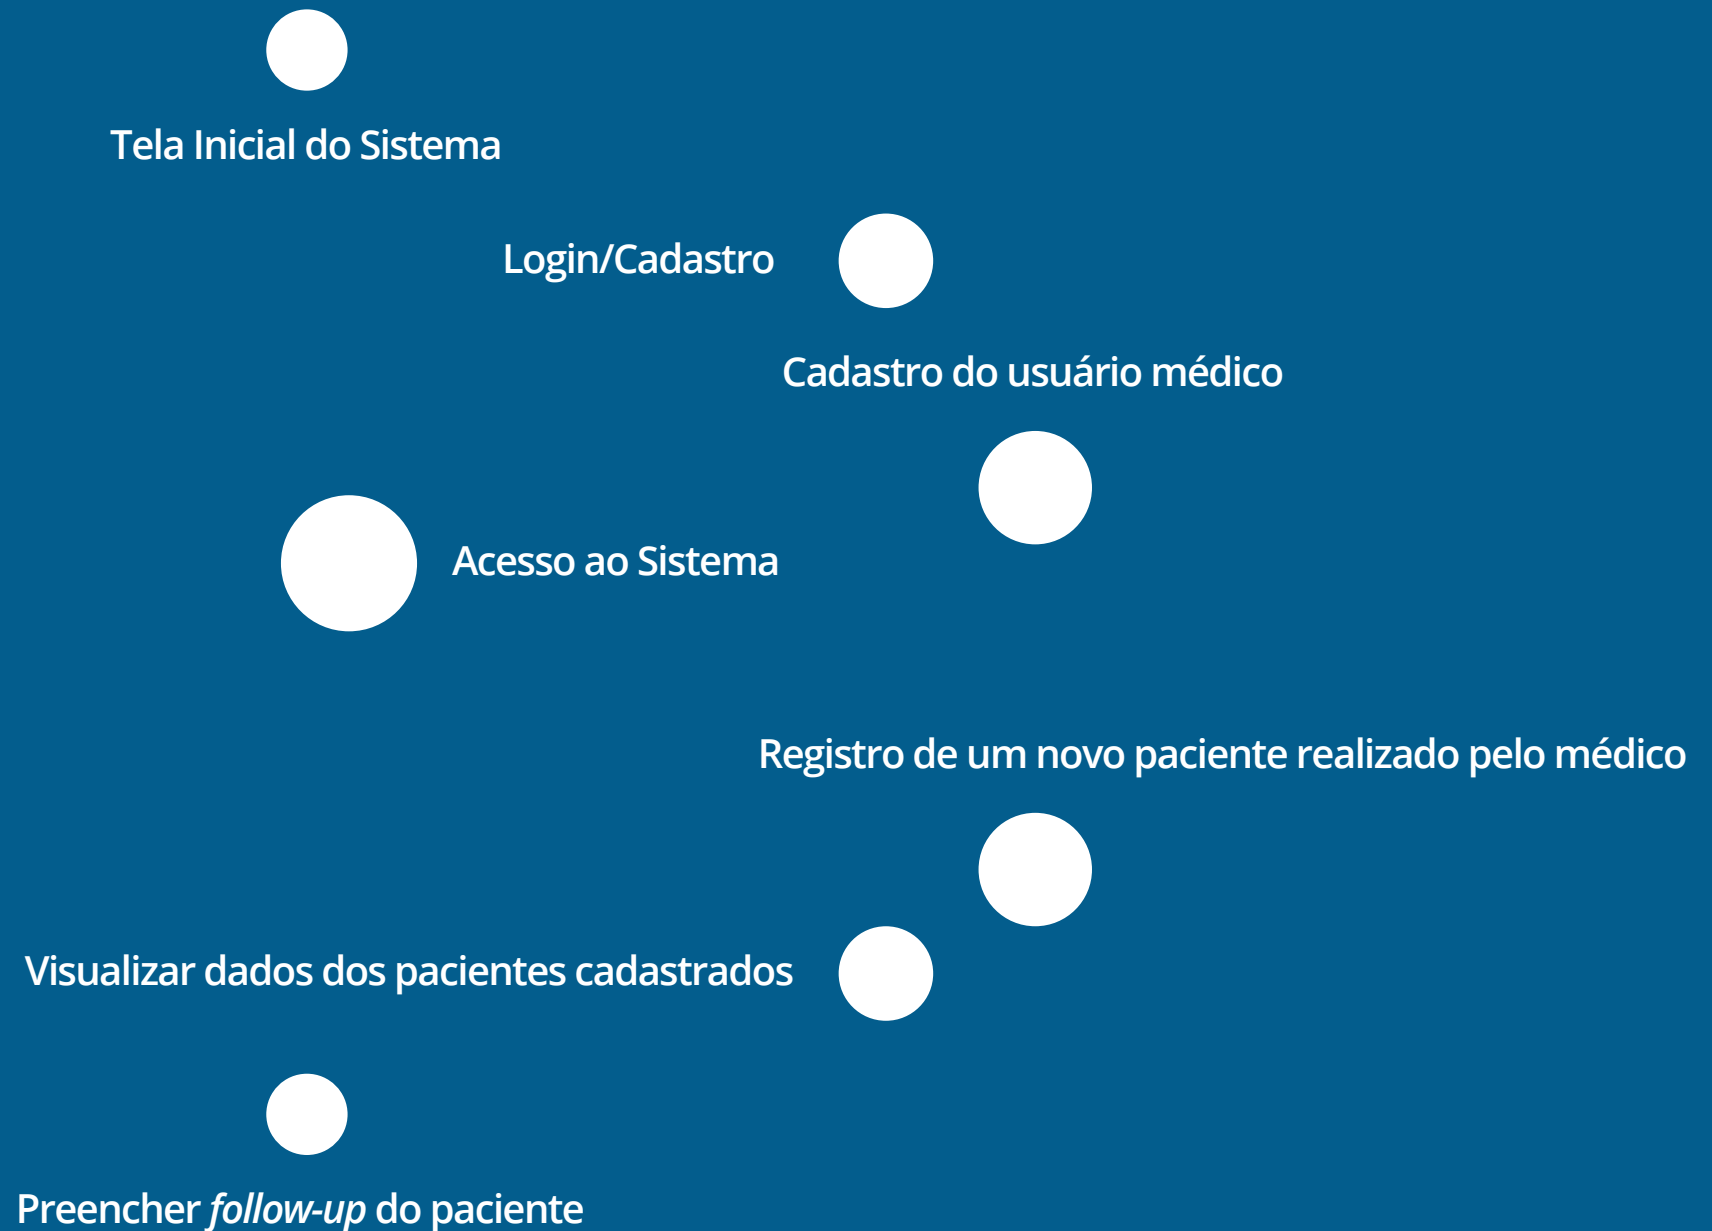 Tela Inicial do Sistema
Login/Cadastro
Cadastro do usuário médico
Acesso ao Sistema
Registro de um novo paciente realizado pelo médico
Visualizar dados dos pacientes cadastrados
Preencher follow-up do paciente